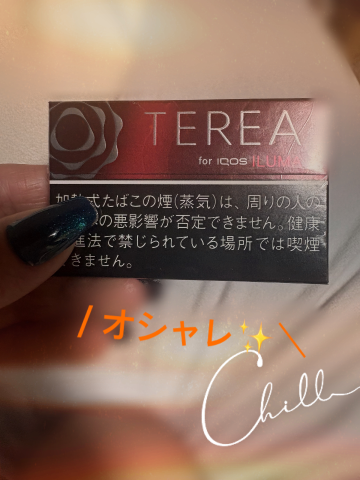 TEREA
for IQOS ILUMA
加熱式たばこの煙(蒸気)は、周りの人の
の悪影響が否定できません。健康
進法で禁じられている場所では喫煙
きません。
\ オシャレ✨ /
Chill